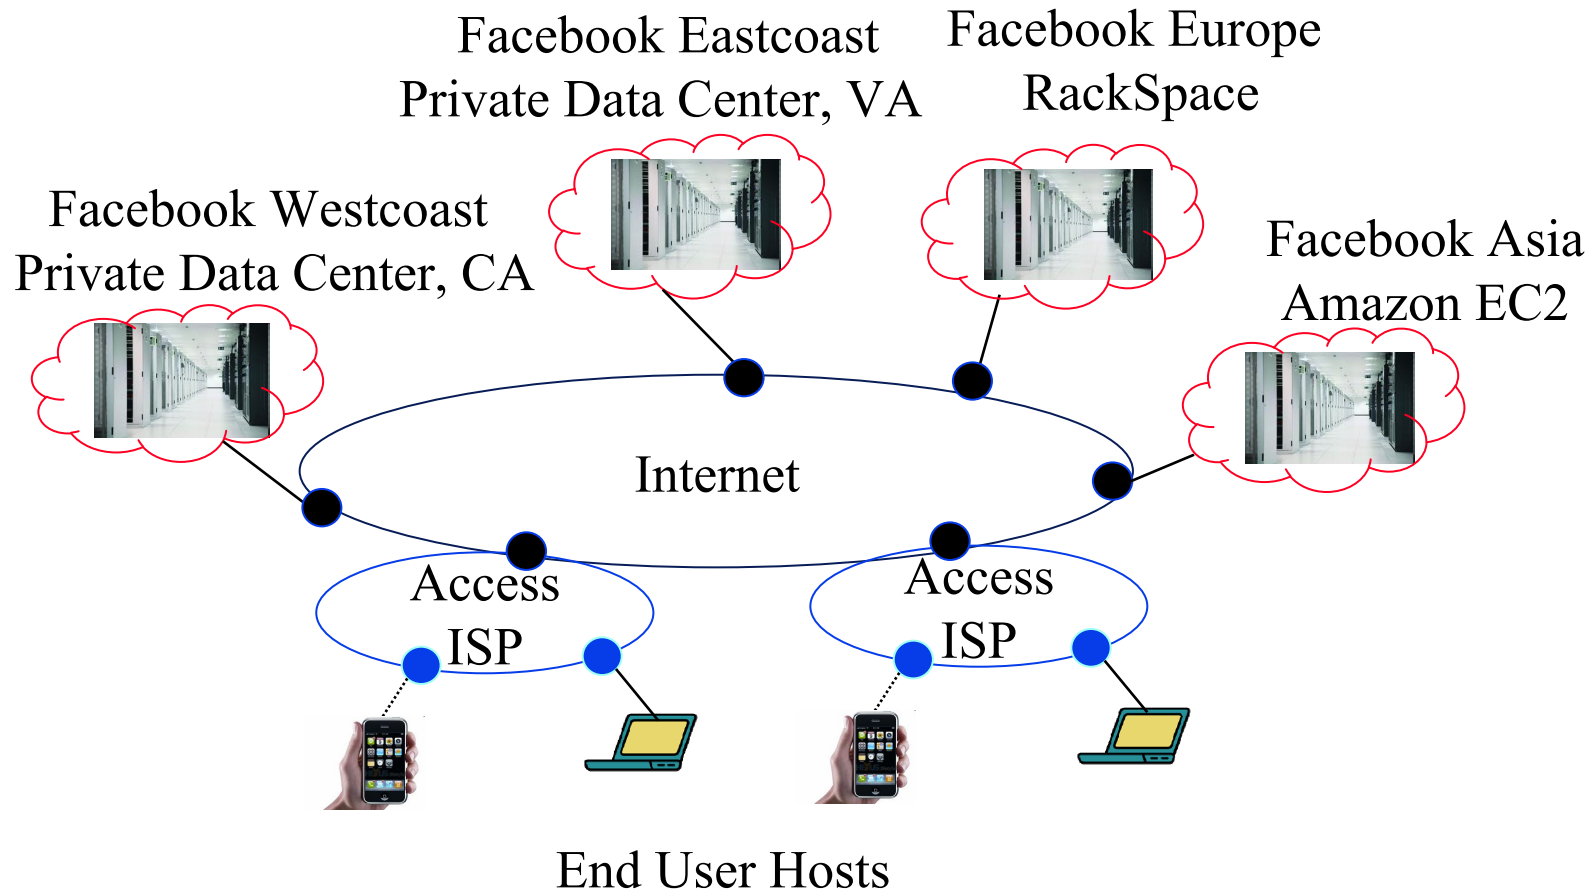 Facebook Eastcoast
Private Data Center, VA
Facebook Europe
RackSpace
Facebook Westcoast
Private Data Center, CA
Facebook Asia
Amazon EC2
Internet
Access
ISP
Access
ISP
End User Hosts